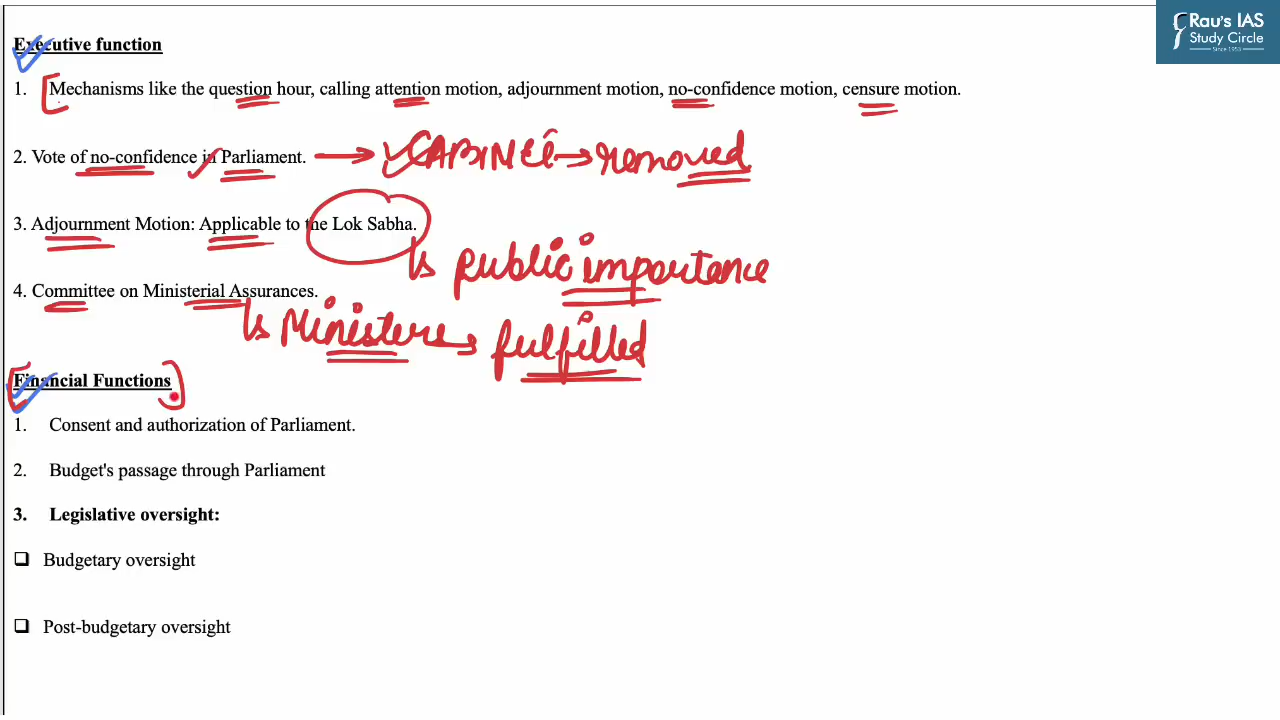 Rau's IAS
Study Circle
Since 1953
Executive function
1. Mechanisms like the question hour, calling attention motion, adjournment motion, no-confidence motion, censure motion.
2. Vote of no-confidence in Parliament. → CABINET → removed
3. Adjournment Motion: Applicable to the Lok Sabha.
↳ public importance
4. Committee on Ministerial Assurances.
↳ Ministers → fulfilled
Financial Functions
1. Consent and authorization of Parliament.
2. Budget's passage through Parliament
3. Legislative oversight:
❑ Budgetary oversight
❑ Post-budgetary oversight